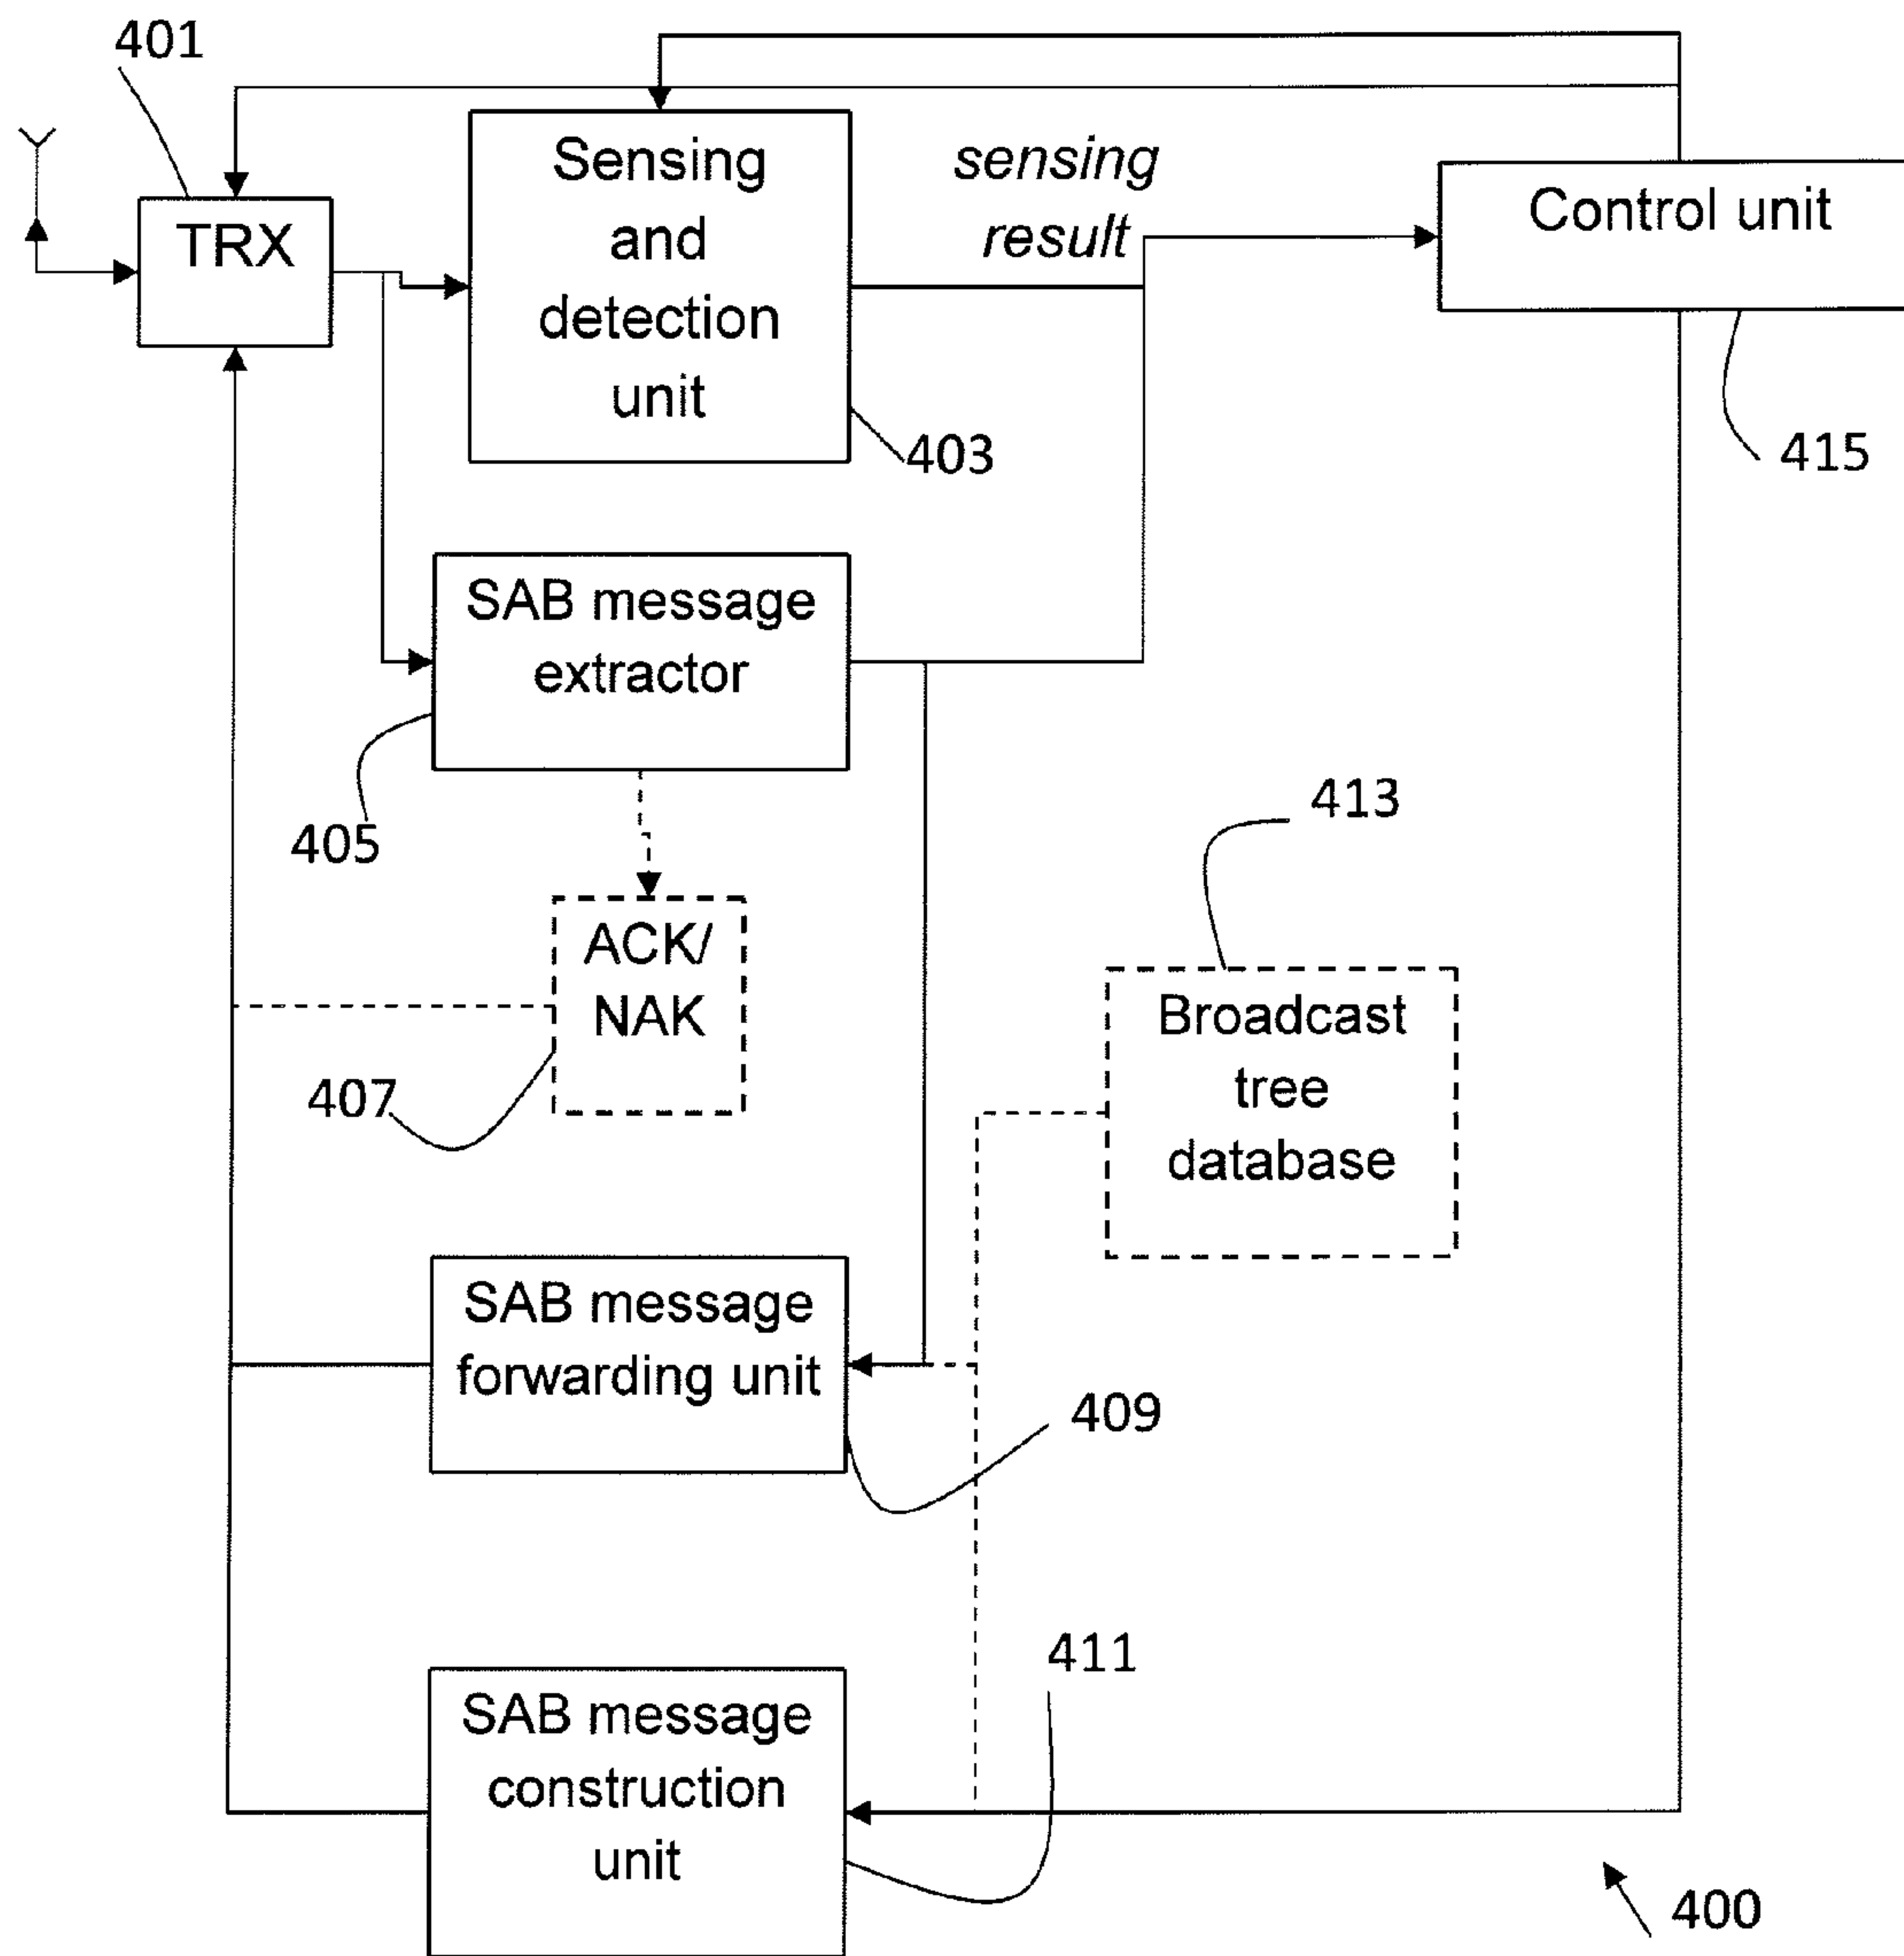 401
TRX
Sensing
and
detection
unit
403
sensing
result
Control unit
415
SAB message
extractor
405
ACK/
NAK
407
413
Broadcast
tree
database
SAB message
forwarding unit
409
SAB message
construction
unit
411
400